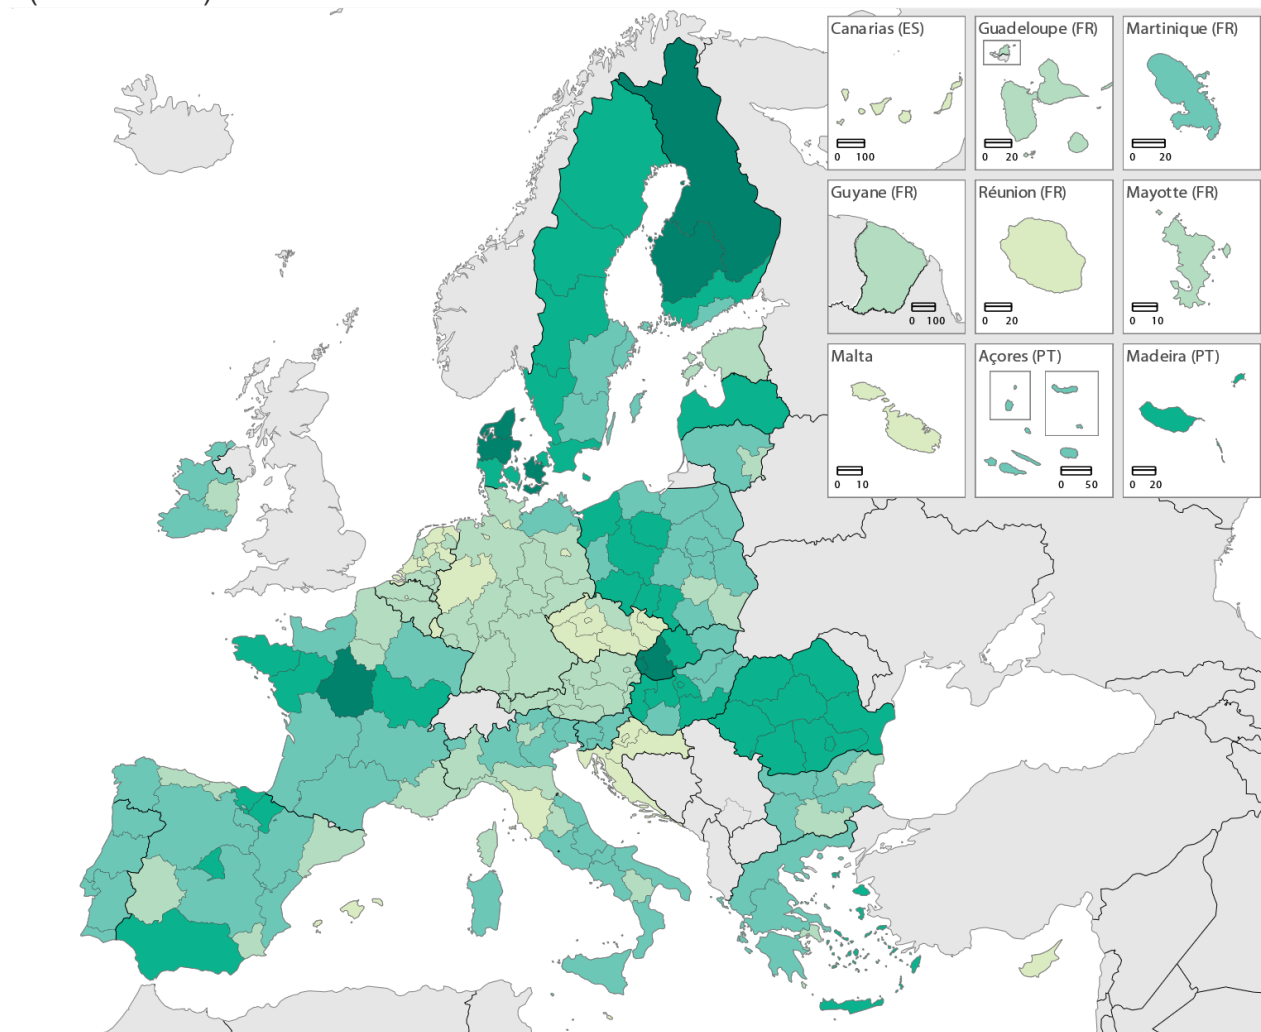 Canarias (ES)
0 100
Guadeloupe (FR)
0 20
Martinique (FR)
0 20
Guyane (FR)
0 100
Réunion (FR)
0 20
Mayotte (FR)
0 10
Malta
0 10
Açores (PT)
0 50
Madeira (PT)
0 20